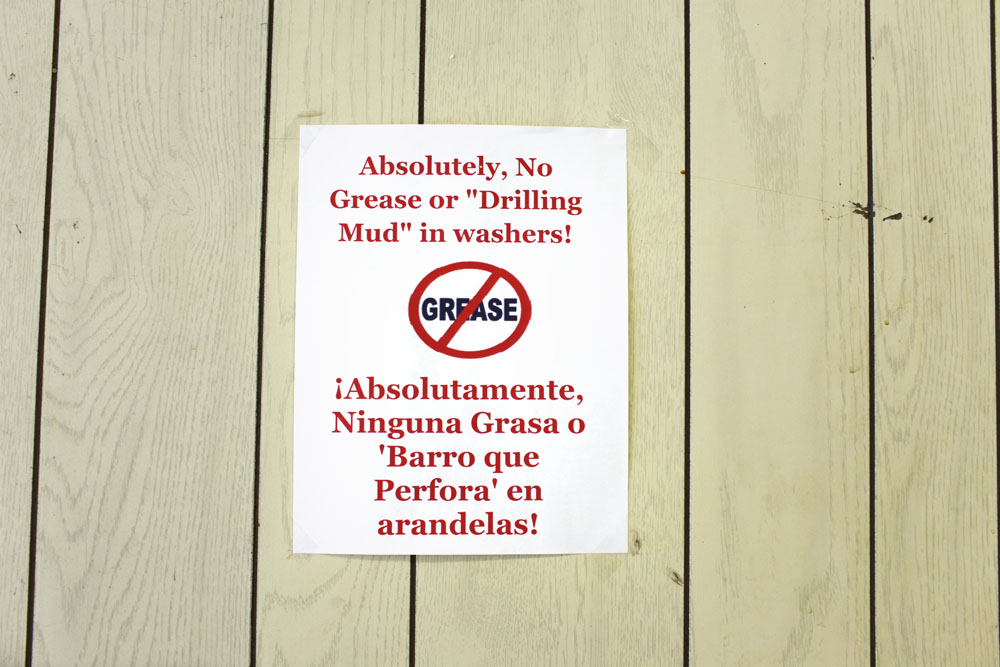 Absolutely, No
Grease or "Drilling
Mud" in washers!
GREASE
¡Absolutamente,
Ninguna Grasa o
'Barro que
Perfora' en
arandelas!